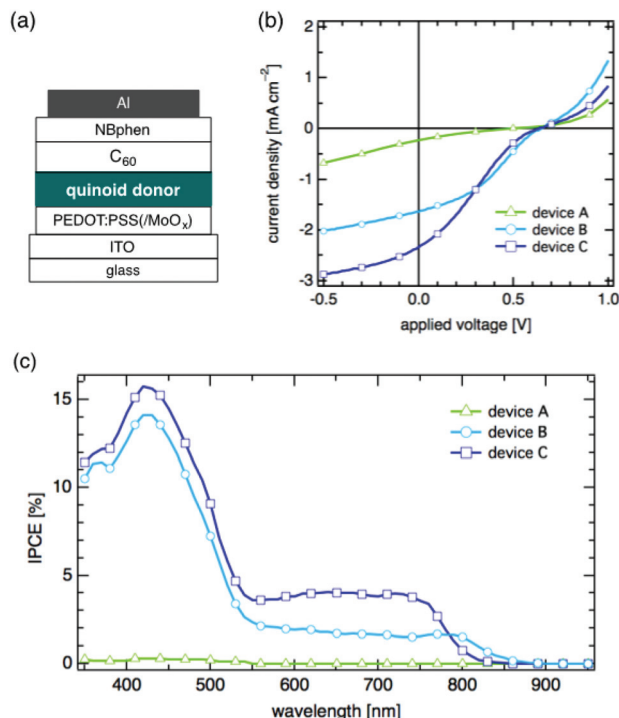 (a)
Al
NBphen
C₆₀
quinoid donor
PEDOT:PSS(/MoOₓ)
ITO
glass
(b)
current density [mA cm⁻²]
2
1
0
-1
-2
-3
-0.5
0.0
0.5
1.0
applied voltage [V]
device A
device B
device C
(c)
IPCE [%]
15
10
5
0
400
500
600
700
800
900
wavelength [nm]
device A
device B
device C